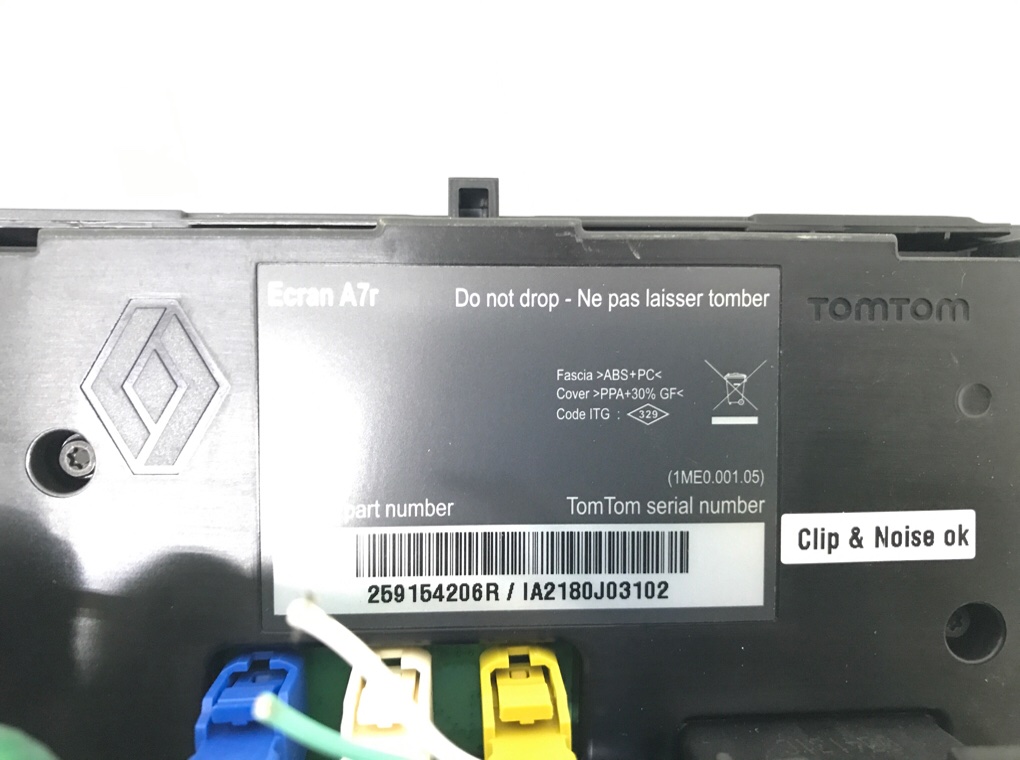 Ecran A7r
Do not drop - Ne pas laisser tomber
TOMTOM
Fascia >ABS+PC<
Cover >PPA+30% GF<
Code ITG : 329
(1ME0.001.05)
part number
TomTom serial number
Clip & Noise ok
259154206R / IA2180J03102